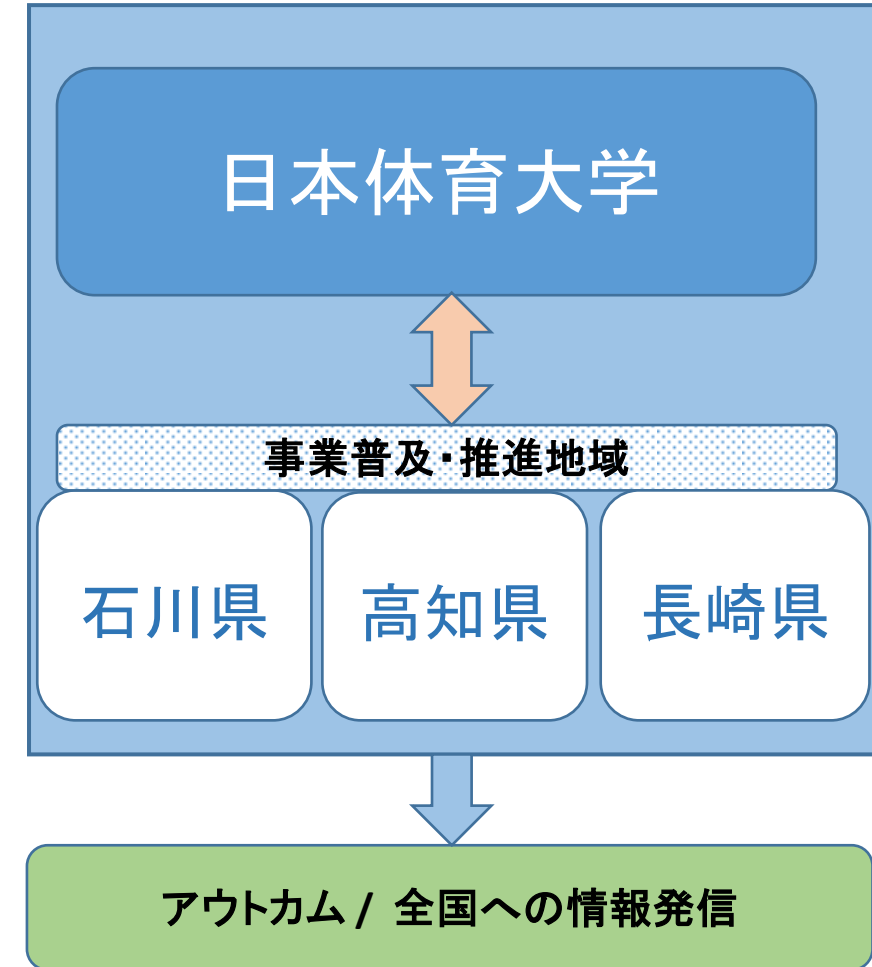 日本体育大学
事業普及・推進地域
石川県
高知県
長崎県
アウトカム / 全国への情報発信